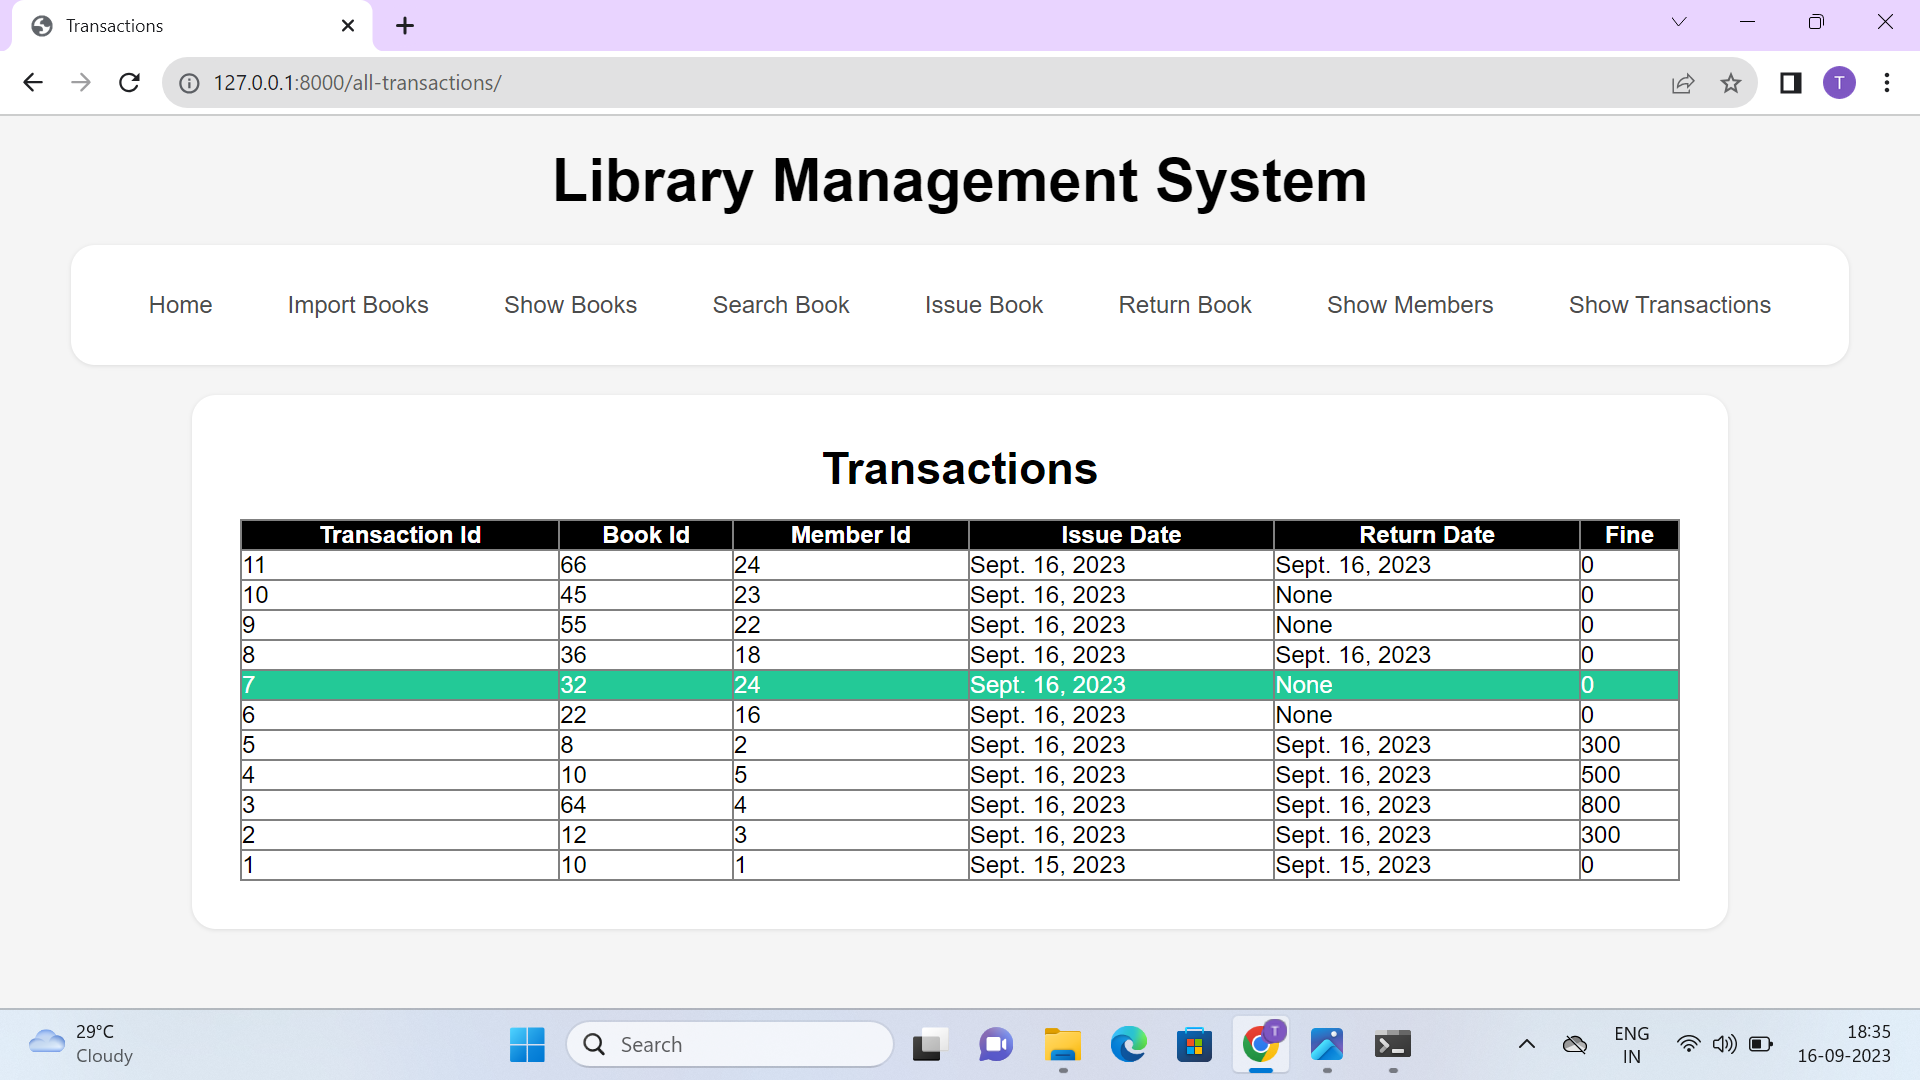 Transactions
127.0.0.1:8000/all-transactions/
T
Library Management System
Home Import Books Show Books Search Book Issue Book Return Book Show Members Show Transactions
Transactions
Transaction Id Book Id Member Id Issue Date Return Date Fine
11 66 24 Sept. 16, 2023 Sept. 16, 2023 0
10 45 23 Sept. 16, 2023 None 0
9 55 22 Sept. 16, 2023 None 0
8 36 18 Sept. 16, 2023 Sept. 16, 2023 0
7 32 24 Sept. 16, 2023 None 0
6 22 16 Sept. 16, 2023 None 0
5 8 2 Sept. 16, 2023 Sept. 16, 2023 300
4 10 5 Sept. 16, 2023 Sept. 16, 2023 500
3 64 4 Sept. 16, 2023 Sept. 16, 2023 800
2 12 3 Sept. 16, 2023 Sept. 16, 2023 300
1 10 1 Sept. 15, 2023 Sept. 15, 2023 0
29°C
Cloudy
Search
T
T
ENG
IN
18:35
16-09-2023